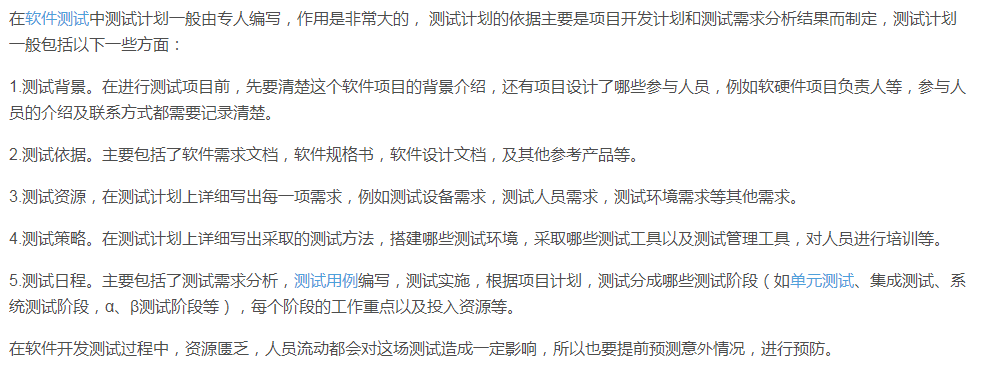 在软件测试中测试计划一般由专人编写，作用是非常大的， 测试计划的依据主要是项目开发计划和测试需求分析结果而制定，测试计划
一般包括以下一些方面：
1.测试背景。在进行测试项目前，先要清楚这个软件项目的背景介绍，还有项目设计了哪些参与人员，例如软硬件项目负责人等，参与人
员的介绍及联系方式都需要记录清楚。
2.测试依据。主要包括了软件需求文档，软件规格书，软件设计文档，及其他参考产品等。
3.测试资源，在测试计划上详细写出每一项需求，例如测试设备需求，测试人员需求，测试环境需求等其他需求。
4.测试策略。在测试计划上详细写出采取的测试方法，搭建哪些测试环境，采取哪些测试工具以及测试管理工具，对人员进行培训等。
5.测试日程。主要包括了测试需求分析，测试用例编写，测试实施，根据项目计划，测试分成哪些测试阶段（如单元测试、集成测试、系
统测试阶段，α、β测试阶段等），每个阶段的工作重点以及投入资源等。
在软件开发测试过程中，资源匮乏，人员流动都会对这场测试造成一定影响，所以也要提前预测意外情况，进行预防。